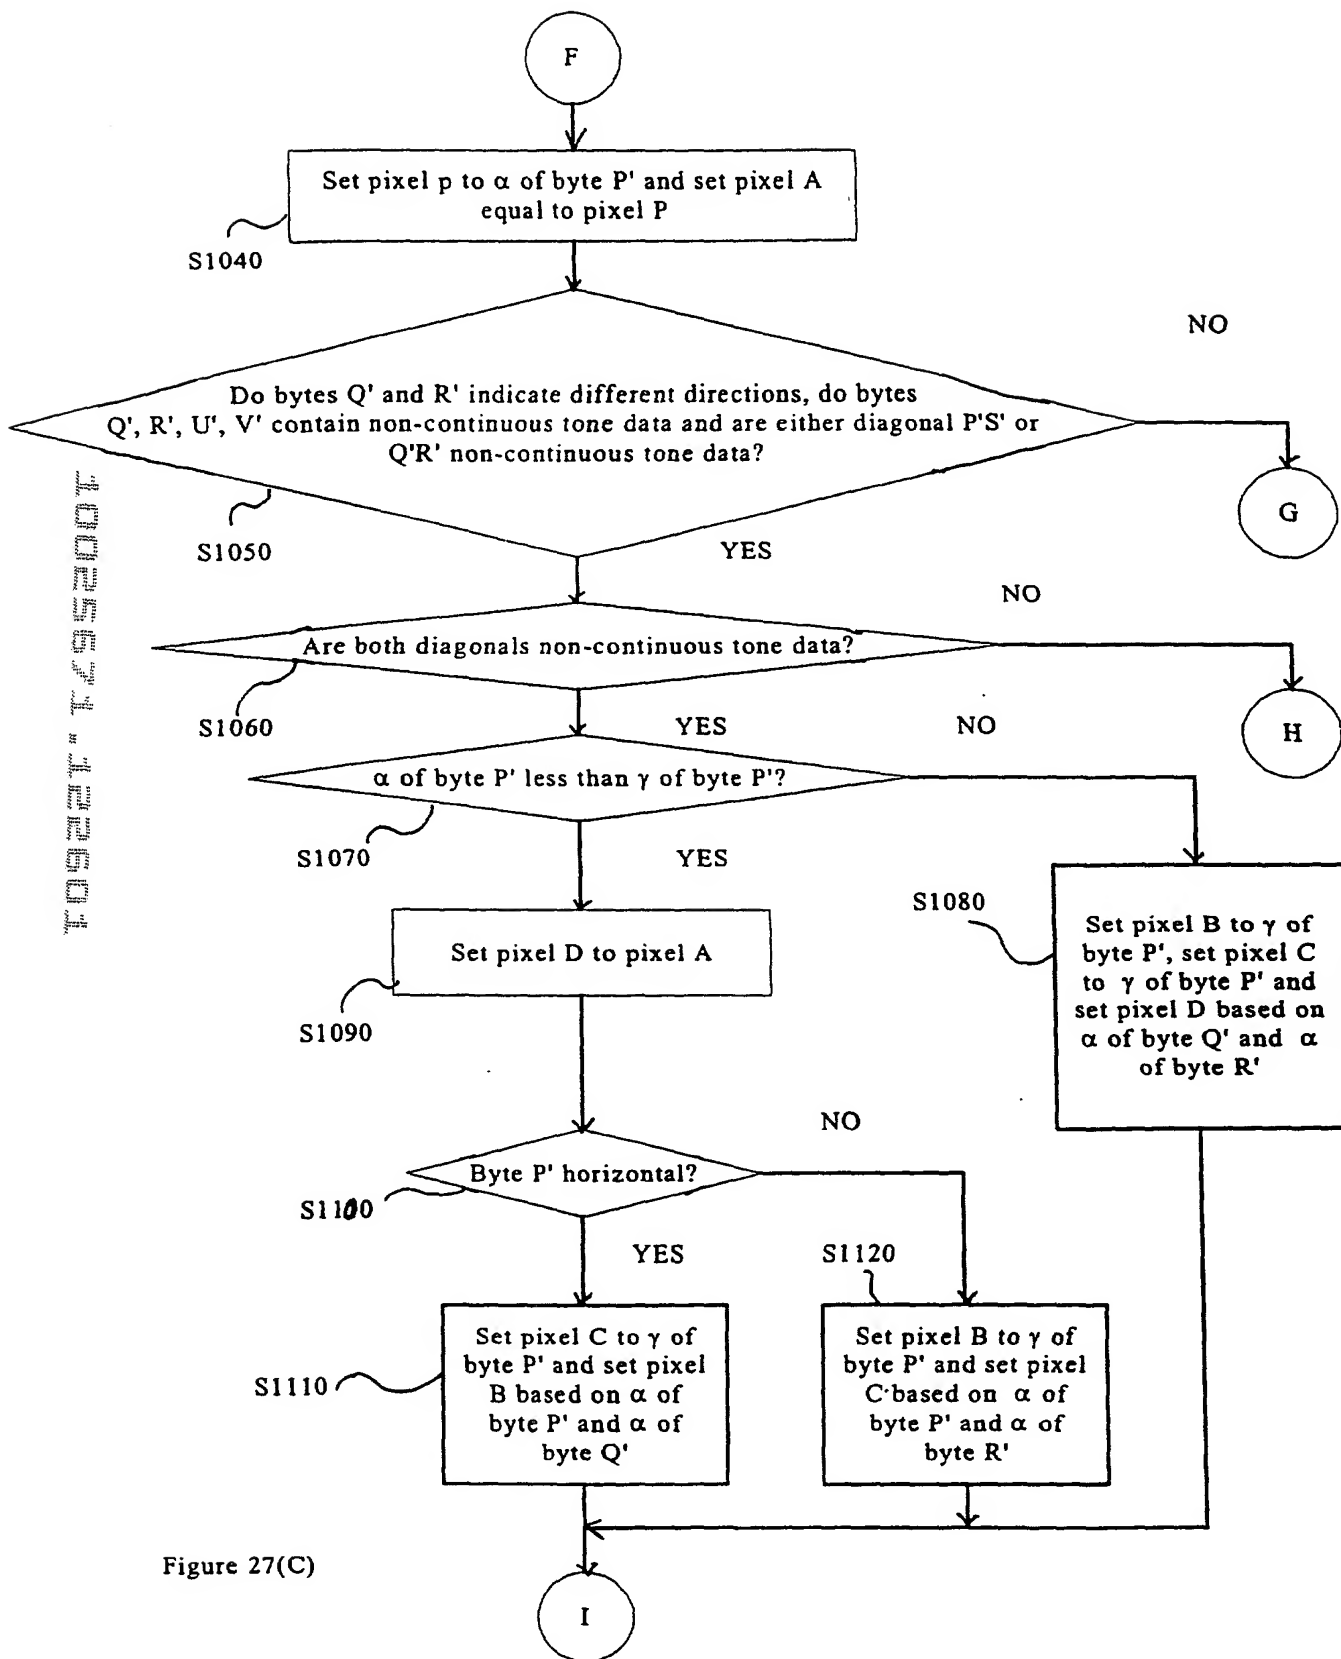 F
Set pixel p to α of byte P' and set pixel A
equal to pixel P
S1040
NO
Do bytes Q' and R' indicate different directions, do bytes
Q', R', U', V' contain non-continuous tone data and are either diagonal P'S' or
Q'R' non-continuous tone data?
G
S1050
YES
NO
Are both diagonals non-continuous tone data?
S1060
YES
NO
H
α of byte P' less than γ of byte P'?
S1070
YES
S1080
Set pixel B to γ of
byte P', set pixel C
to γ of byte P' and
set pixel D based on
α of byte Q' and α
of byte R'
Set pixel D to pixel A
S1090
NO
Byte P' horizontal?
S1100
YES
S1120
Set pixel C to γ of
byte P' and set pixel
B based on α of
byte P' and α of
byte Q'
S1110
Set pixel B to γ of
byte P' and set pixel
C based on α of
byte P' and α of
byte R'
Figure 27(C)
I
10025671.122601